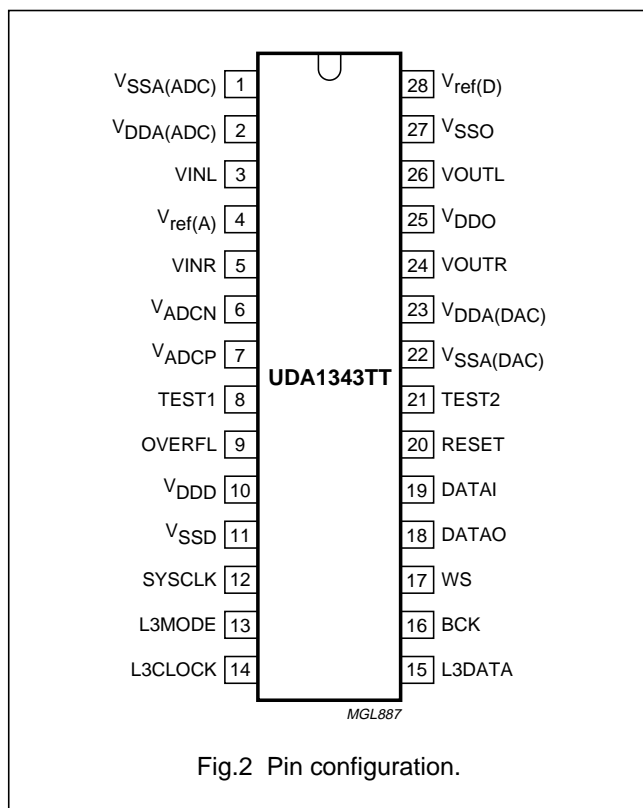 VSSA(ADC) 1 28 Vref(D)
VDDA(ADC) 2 27 VSSO
VINL 3 26 VOUTL
Vref(A) 4 25 VDDO
VINR 5 24 VOUTR
VADCN 6 23 VDDA(DAC)
VADCP 7 22 VSSA(DAC)
UDA1343TT
TEST1 8 21 TEST2
OVERFL 9 20 RESET
VDDD 10 19 DATAI
VSSD 11 18 DATAO
SYSCLK 12 17 WS
L3MODE 13 16 BCK
L3CLOCK 14 15 L3DATA
MGL887
Fig.2 Pin configuration.